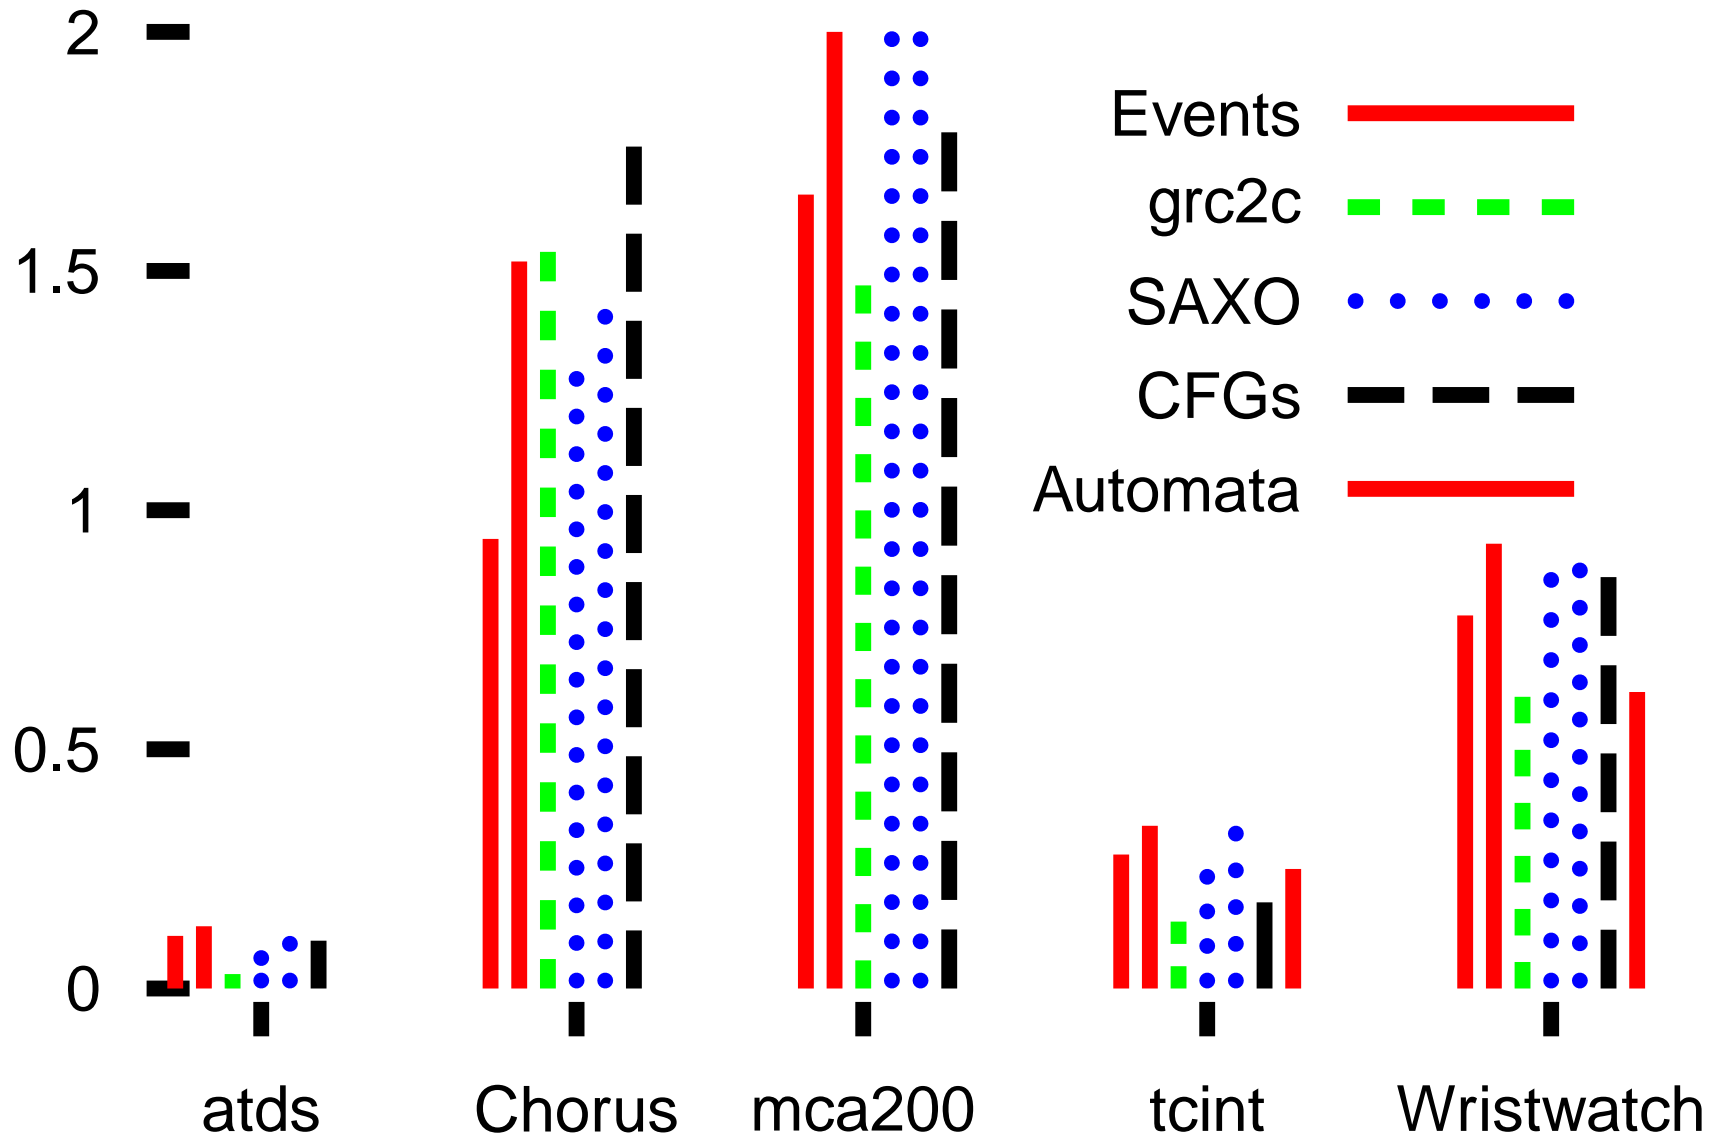 2
1.5
1
0.5
0
Events
grc2c
SAXO
CFGs
Automata
atds Chorus mca200 tcint Wristwatch